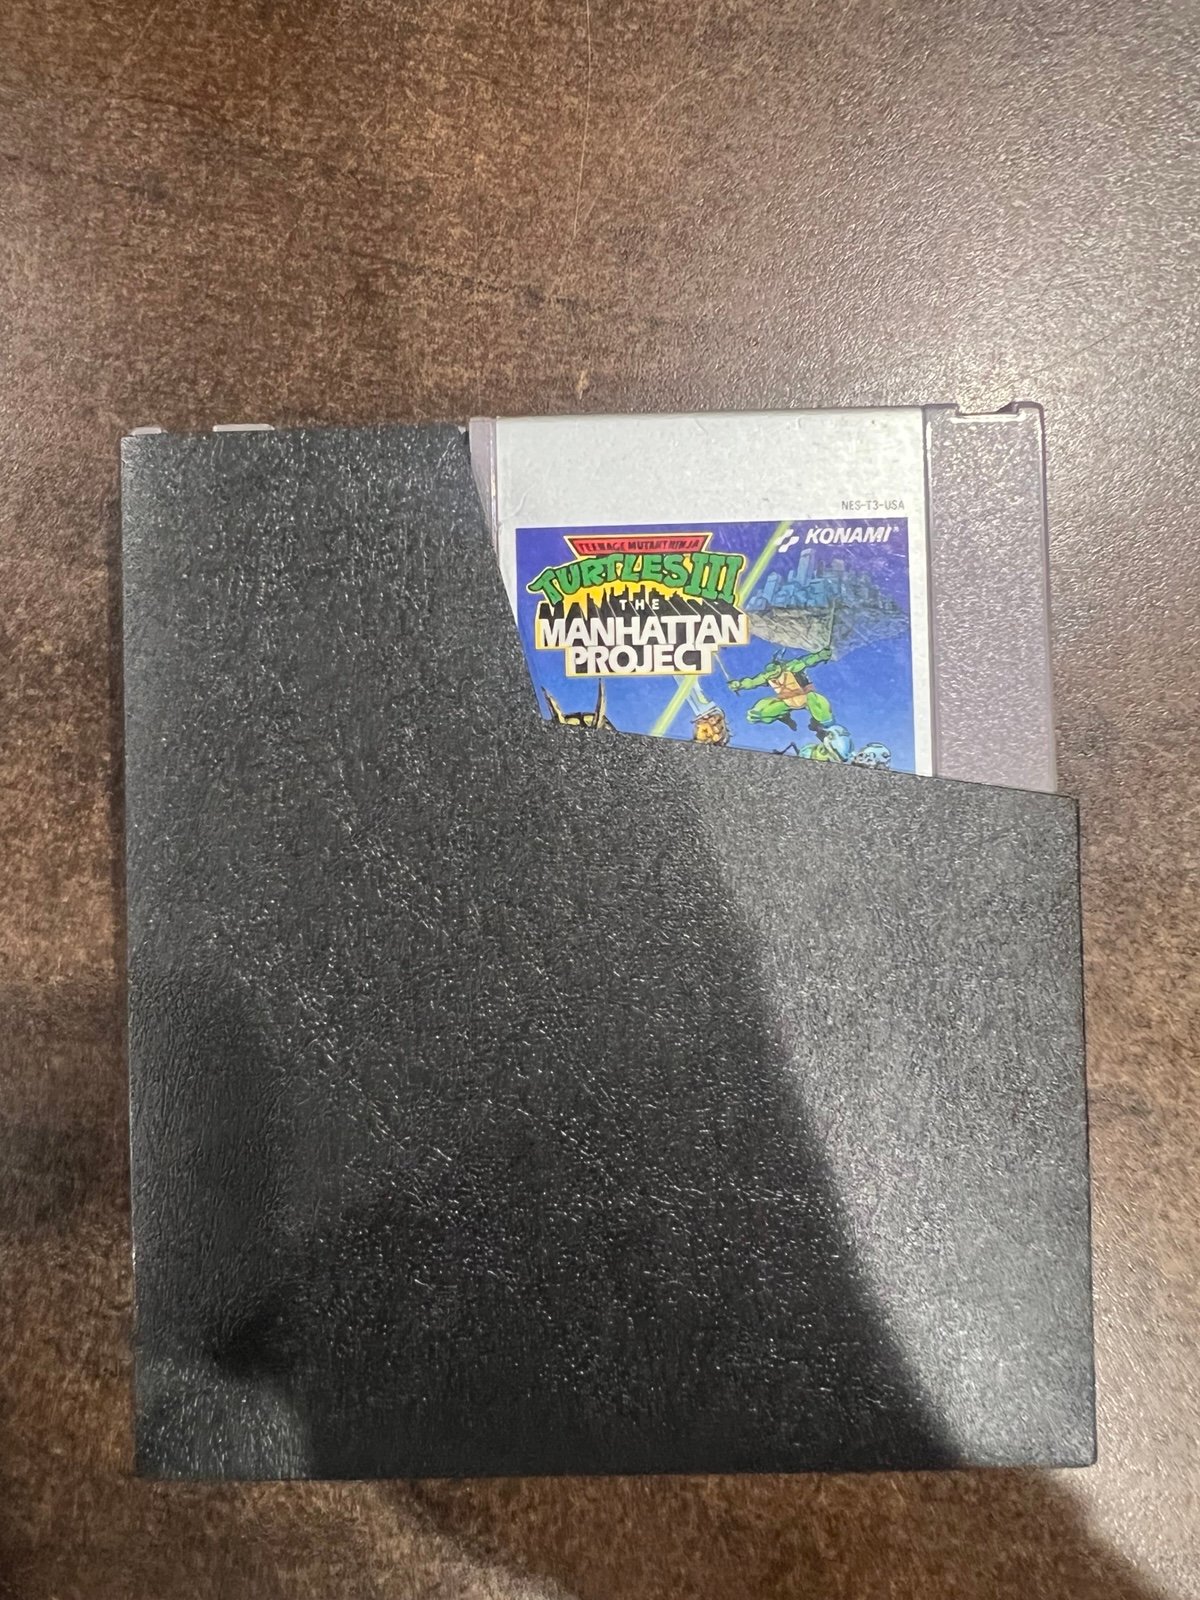 NES-T3-USA
KONAMI®
TEENAGE MUTANT NINJA
TURTLES III
THE
MANHATTAN
PROJECT